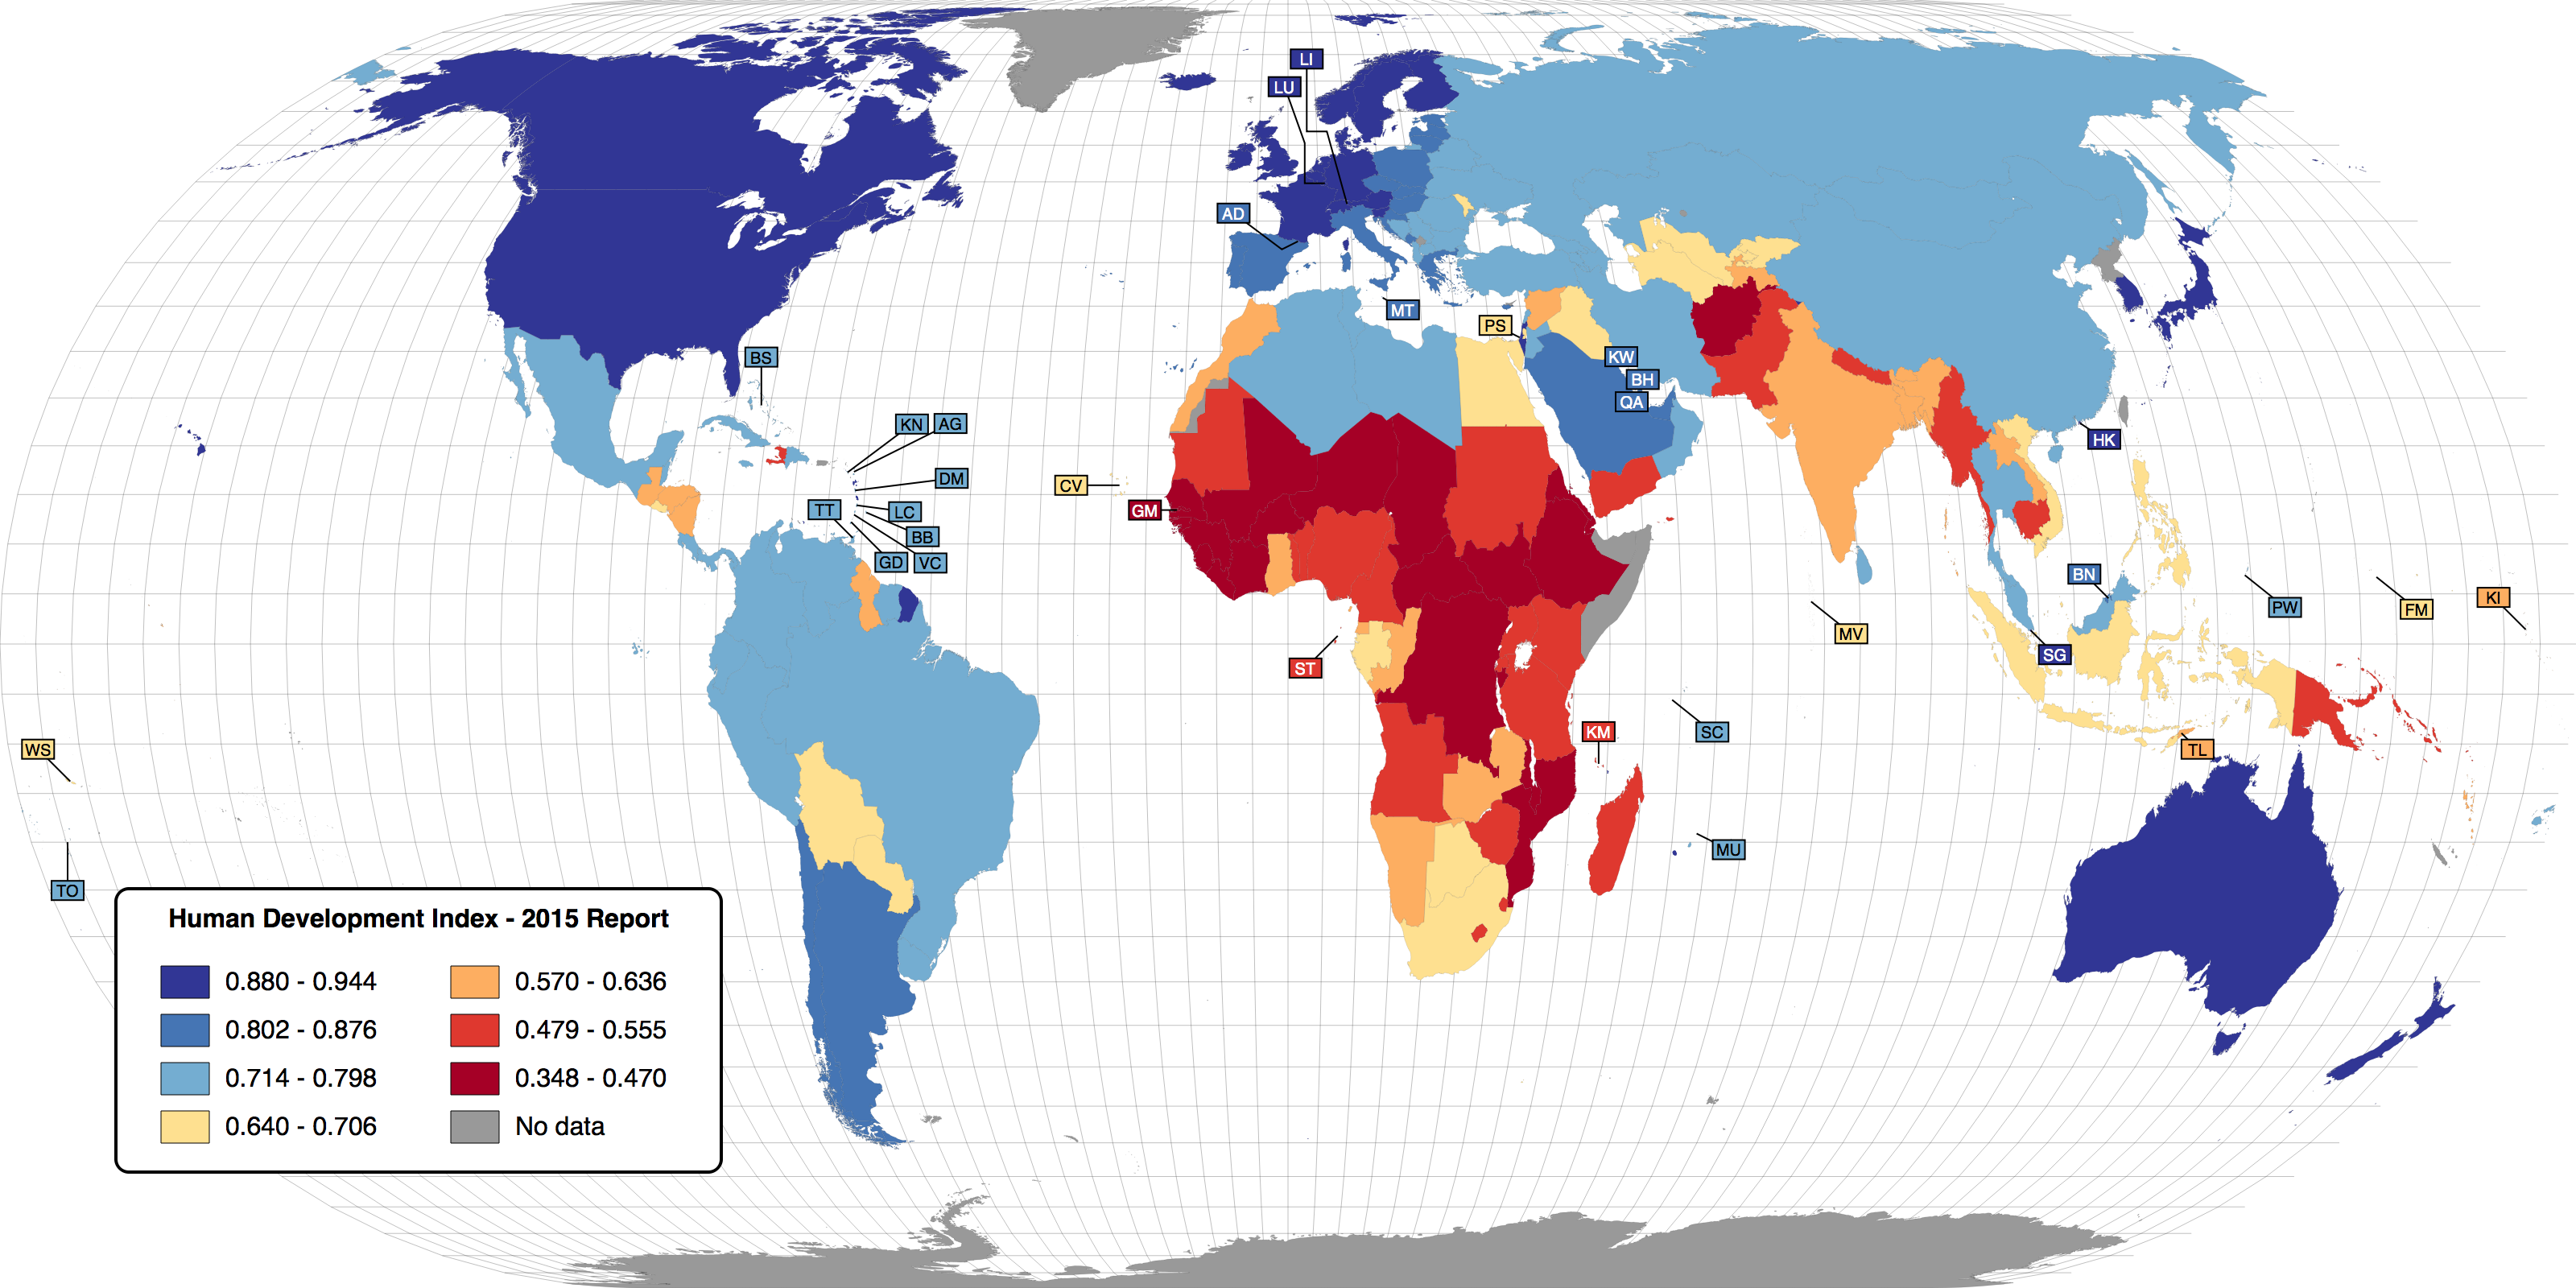 LI
LU
AD
MT
PS
BS
KW
BH
QA
KN
AG
HK
DM
CV
TT
LC
GM
BB
GD
VC
BN
PW
FM
KI
MV
SG
ST
KM
SC
WS
TL
MU
TO
Human Development Index - 2015 Report
0.880 - 0.944
0.802 - 0.876
0.714 - 0.798
0.640 - 0.706
0.570 - 0.636
0.479 - 0.555
0.348 - 0.470
No data